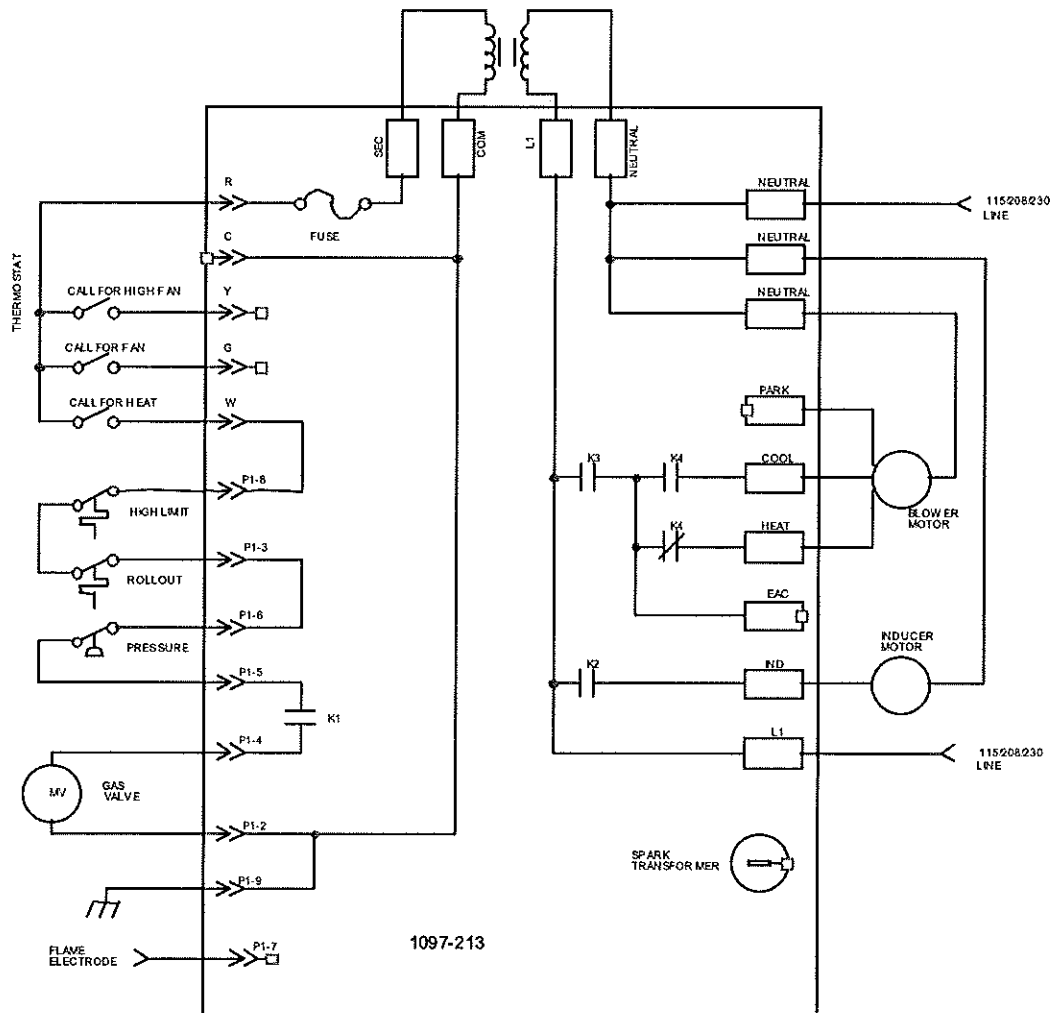 SEC
COM
L1
NEUTRAL
R
FUSE
NEUTRAL
115/208/230
LINE
C
NEUTRAL
THERMOSTAT
CALL FOR HIGH FAN
Y
NEUTRAL
CALL FOR FAN
G
CALL FOR HEAT
W
PARK
K3
K4
COOL
P1-8
HIGH LIMIT
BLOWER
MOTOR
K4
HEAT
P1-3
ROLLOUT
EAC
P1-6
PRESSURE
INDUCER
MOTOR
K2
IND
P1-5
K1
P1-4
L1
115/208/230
LINE
MV
GAS
VALVE
P1-2
SPARK
TRANSFORMER
P1-9
1097-213
FLAME
ELECTRODE
P1-7